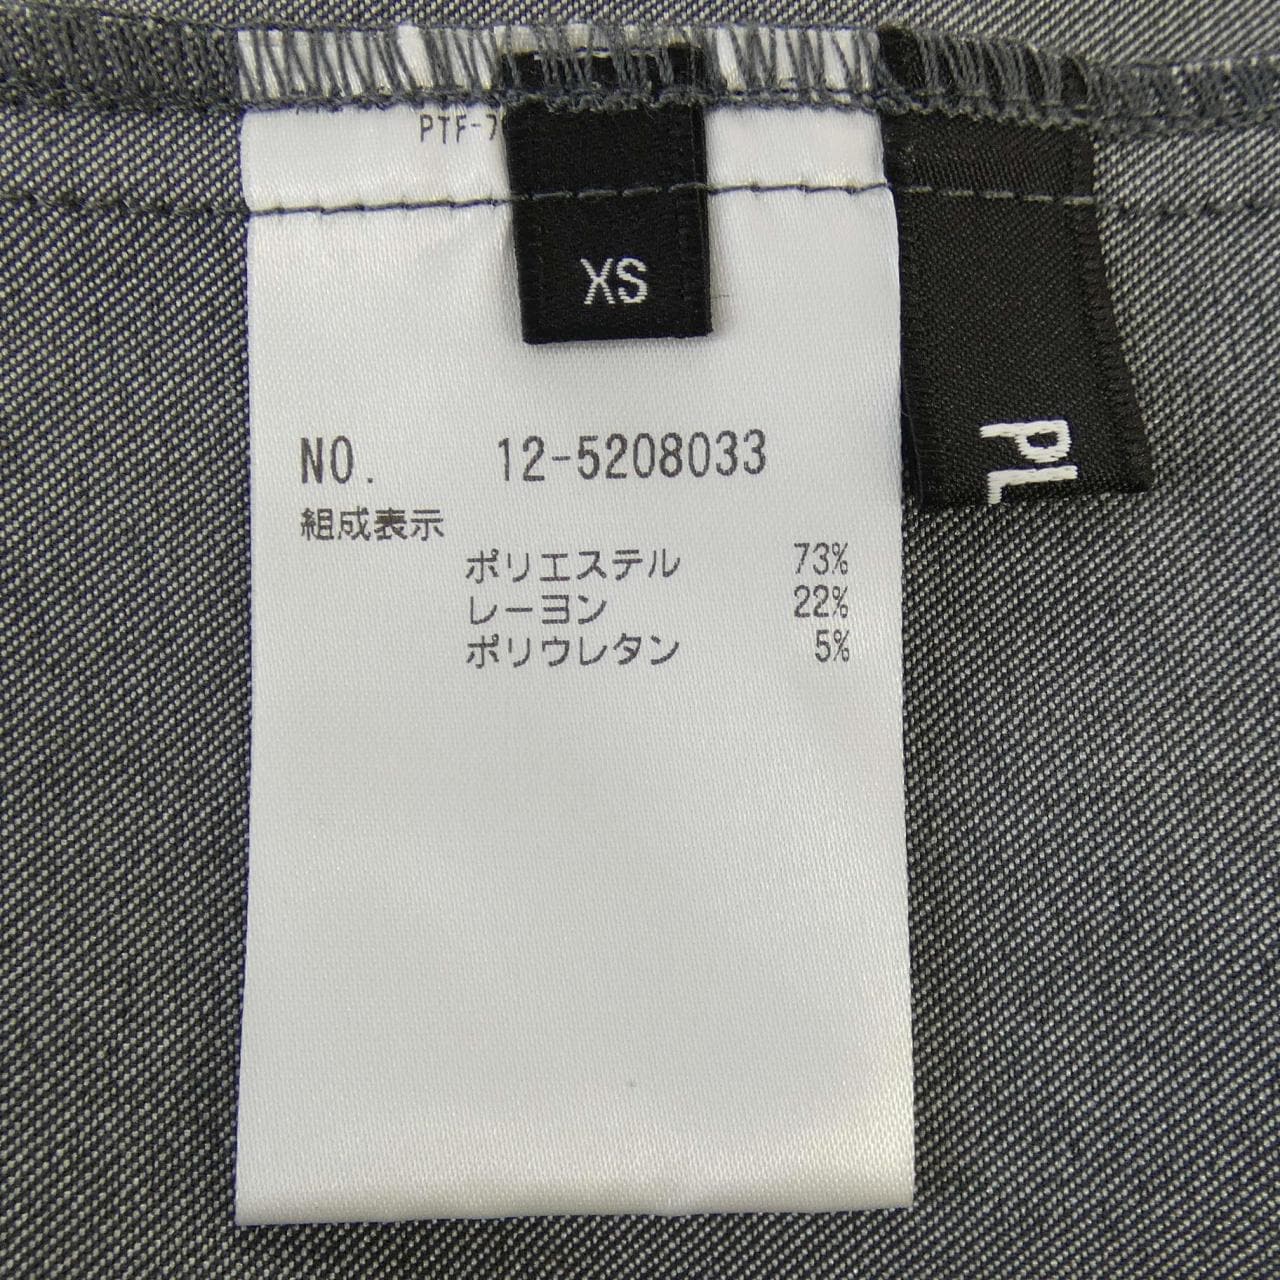 XS
PL
NO. 12-5208033
組成表示
ポリエステル 73%
レーヨン 22%
ポリウレタン 5%